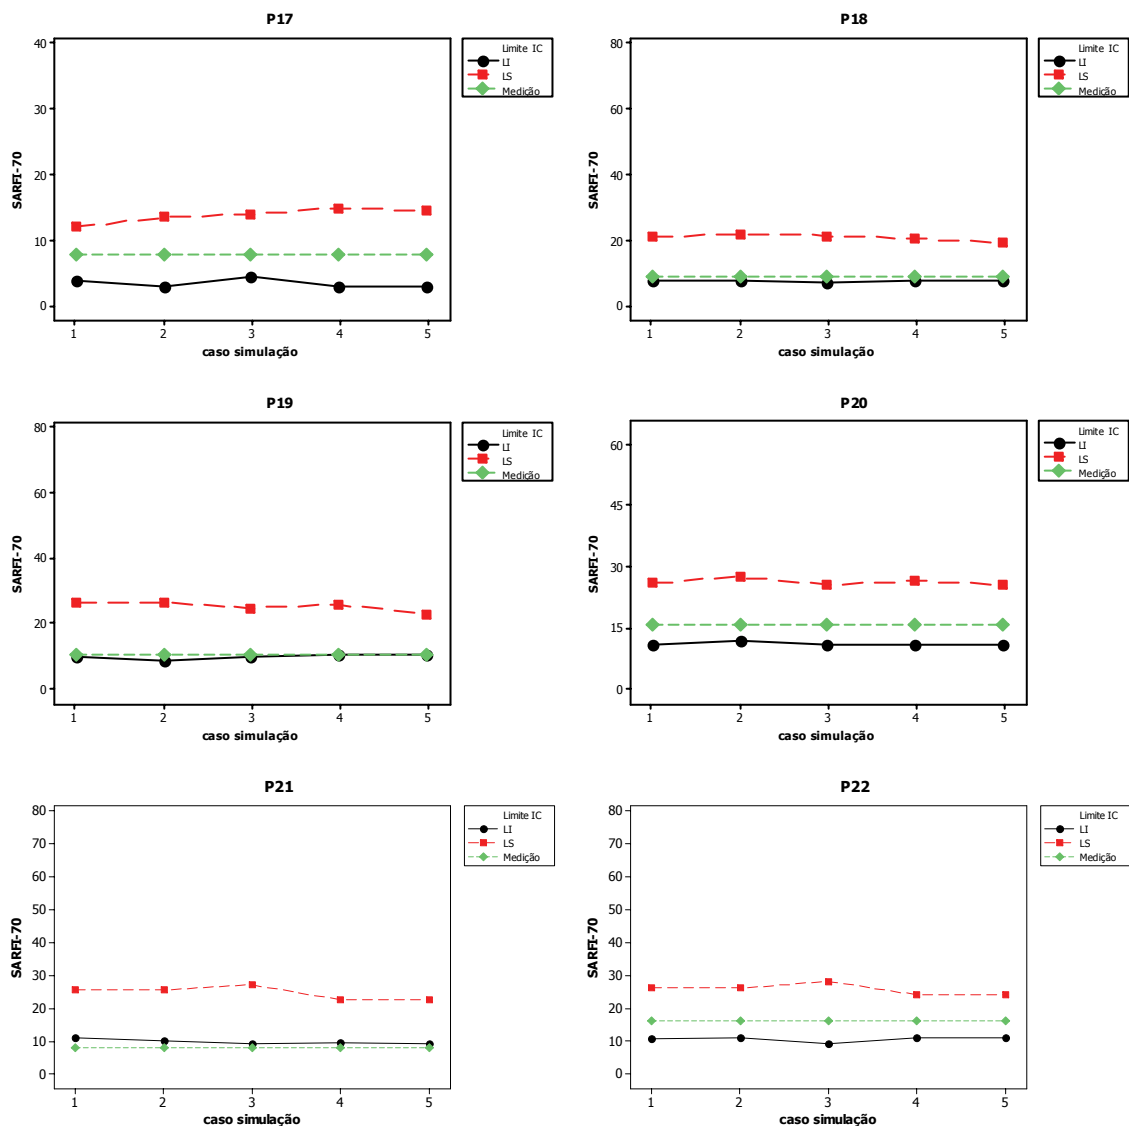 P17
40
30
20
10
0
SARFI-70
1 2 3 4 5
caso simulação
Limite IC
LI
LS
Medição
P18
80
60
40
20
0
SARFI-70
1 2 3 4 5
caso simulação
Limite IC
LI
LS
Medição
P19
80
60
40
20
0
SARFI-70
1 2 3 4 5
caso simulação
Limite IC
LI
LS
Medição
P20
60
45
30
15
0
SARFI-70
1 2 3 4 5
caso simulação
Limite IC
LI
LS
Medição
P21
80
70
60
50
40
30
20
10
0
SARFI-70
1 2 3 4 5
caso simulação
Limite IC
LI
LS
Medição
P22
80
70
60
50
40
30
20
10
0
SARFI-70
1 2 3 4 5
caso simulação
Limite IC
LI
LS
Medição